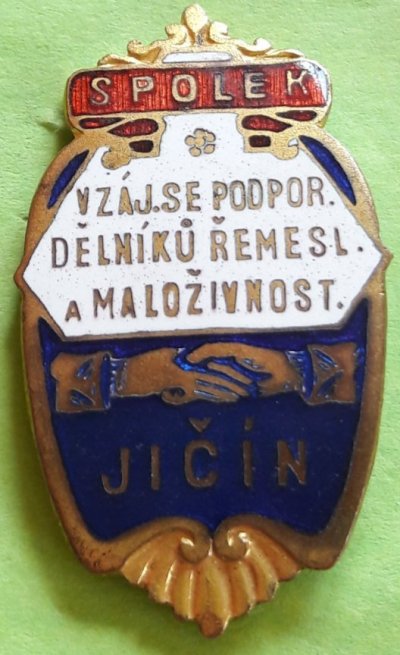 SPOLEK
VZÁJ.SE PODPOR.
DĚLNÍKŮ ŘEMESL.
A MALOŽIVNOST.
JIČÍN